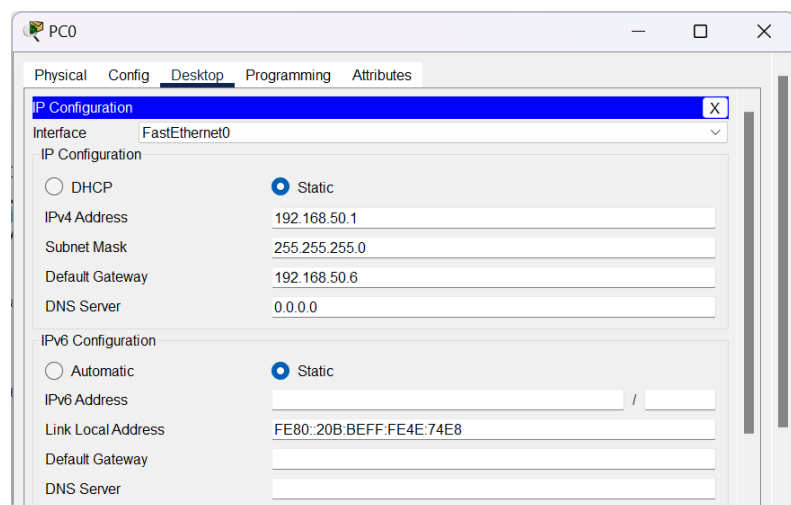 PC0
Physical Config Desktop Programming Attributes
IP Configuration X
Interface FastEthernet0
IP Configuration
DHCP Static
IPv4 Address 192.168.50.1
Subnet Mask 255.255.255.0
Default Gateway 192.168.50.6
DNS Server 0.0.0.0
IPv6 Configuration
Automatic Static
IPv6 Address /
Link Local Address FE80::20B:BEFF:FE4E:74E8
Default Gateway
DNS Server